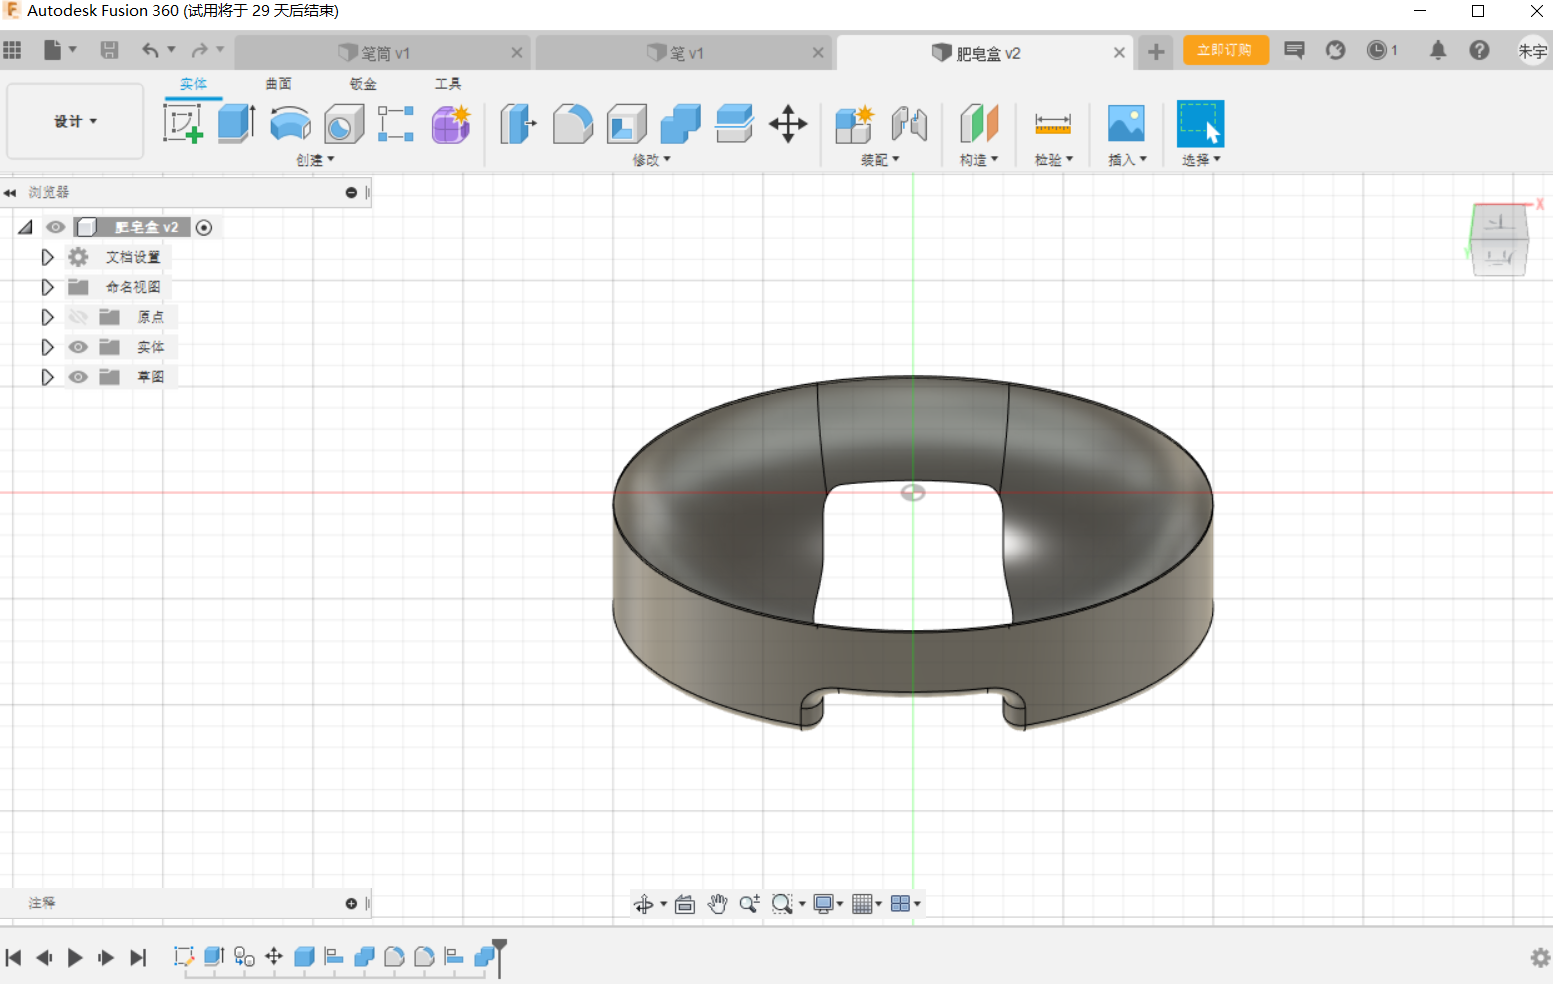 Autodesk Fusion 360 (试用将于 29 天后结束)
笔筒 v1
笔 v1
肥皂盒 v2
立即订购
1
朱宇
设计
实体
曲面
钣金
工具
创建
修改
装配
构造
检验
插入
选择
浏览器
肥皂盒 v2
文档设置
命名视图
原点
实体
草图
X
Y
上
前
注释